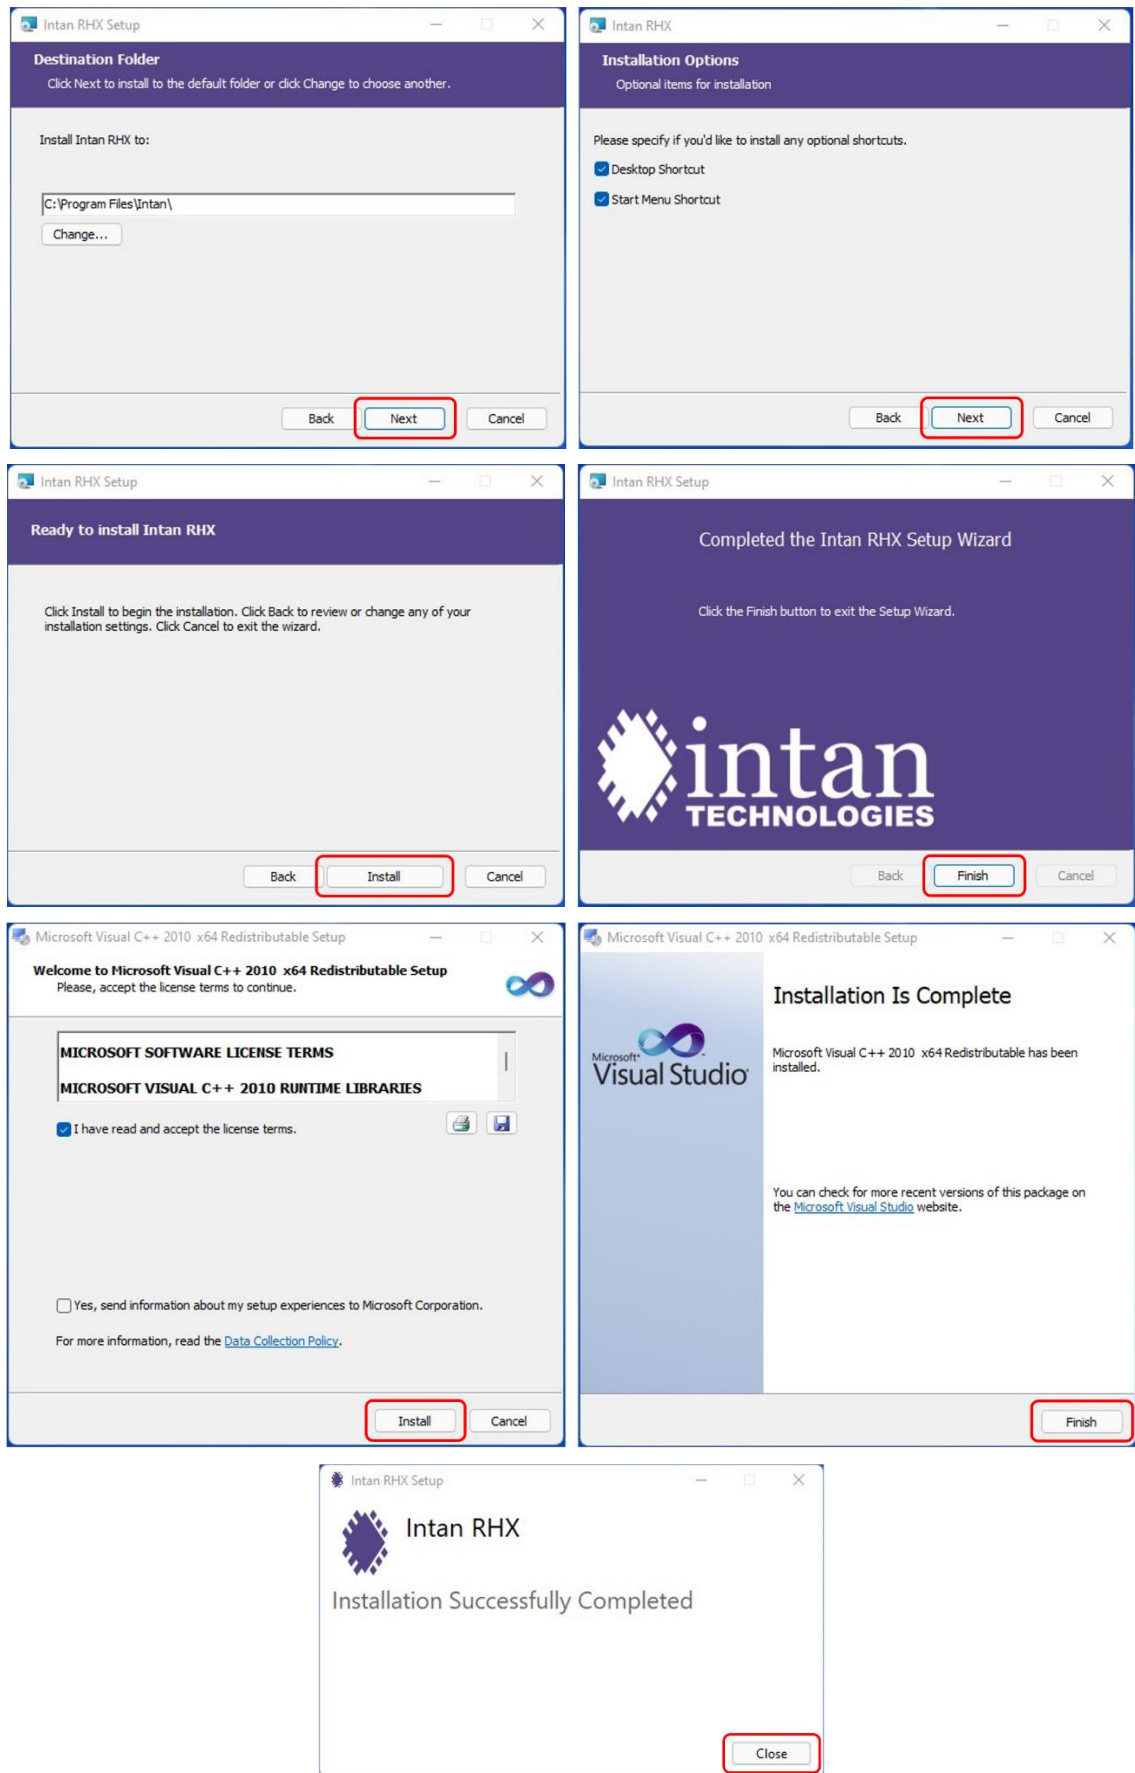 Intan RHX Setup
Destination Folder
Click Next to install to the default folder or click Change to choose another.
Install Intan RHX to:
C:\Program Files\Intan\
Change...
Back
Next
Cancel
Intan RHX
Installation Options
Optional items for installation
Please specify if you'd like to install any optional shortcuts.
Desktop Shortcut
Start Menu Shortcut
Back
Next
Cancel
Intan RHX Setup
Ready to install Intan RHX
Click Install to begin the installation. Click Back to review or change any of your
installation settings. Click Cancel to exit the wizard.
Back
Install
Cancel
Intan RHX Setup
Completed the Intan RHX Setup Wizard
Click the Finish button to exit the Setup Wizard.
intan
TECHNOLOGIES
Back
Finish
Cancel
Microsoft Visual C++ 2010 x64 Redistributable Setup
Welcome to Microsoft Visual C++ 2010 x64 Redistributable Setup
Please, accept the license terms to continue.
MICROSOFT SOFTWARE LICENSE TERMS
MICROSOFT VISUAL C++ 2010 RUNTIME LIBRARIES
I have read and accept the license terms.
Yes, send information about my setup experiences to Microsoft Corporation.
For more information, read the Data Collection Policy.
Install
Cancel
Microsoft Visual C++ 2010 x64 Redistributable Setup
Microsoft
Visual Studio
Installation Is Complete
Microsoft Visual C++ 2010 x64 Redistributable has been
installed.
You can check for more recent versions of this package on
the Microsoft Visual Studio website.
Finish
Intan RHX Setup
Intan RHX
Installation Successfully Completed
Close